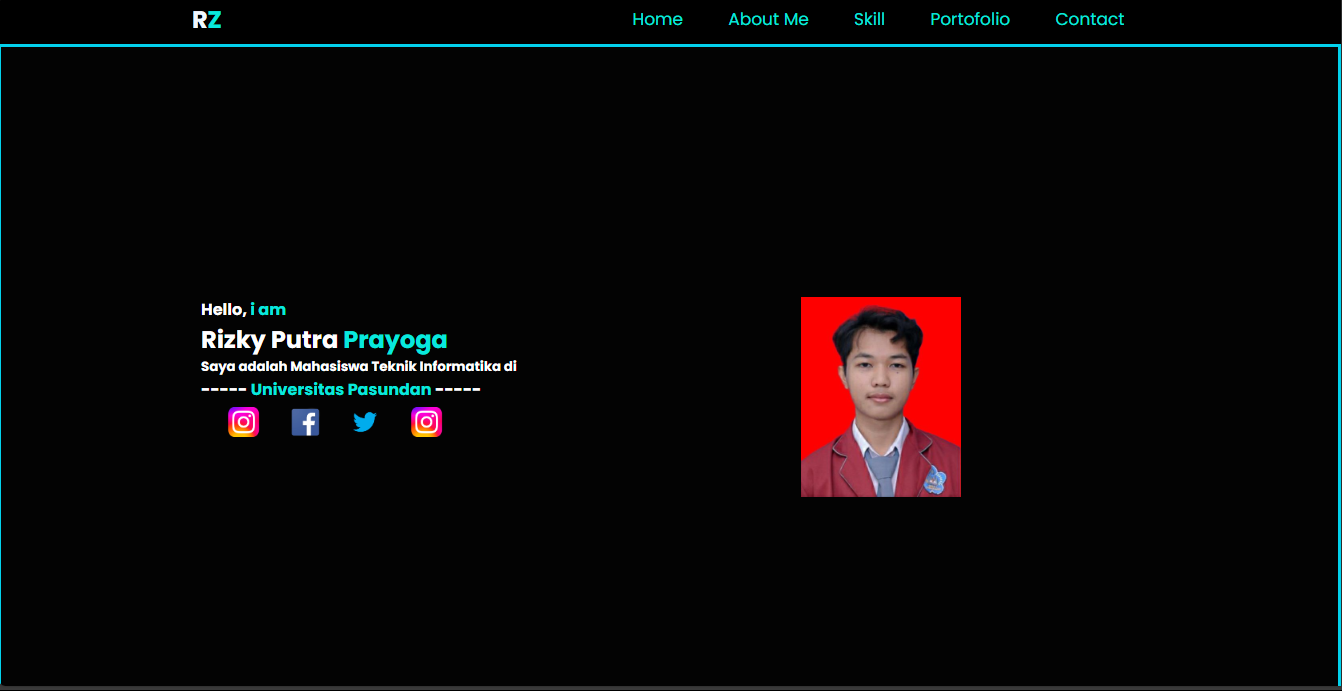 RZ
Home About Me Skill Portofolio Contact
Hello, i am
Rizky Putra Prayoga
Saya adalah Mahasiswa Teknik Informatika di
----- Universitas Pasundan -----